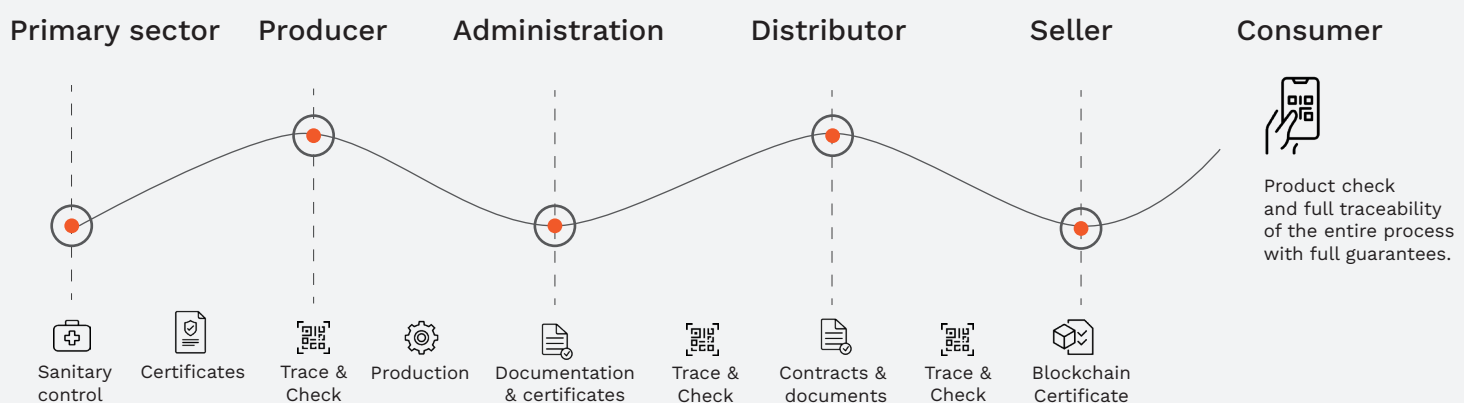 Primary sector
Producer
Administration
Distributor
Seller
Consumer
Product check
and full traceability
of the entire process
with full guarantees.
Sanitary
control
Certificates
Trace &
Check
Production
Documentation
& certificates
Trace &
Check
Contracts &
documents
Trace &
Check
Blockchain
Certificate